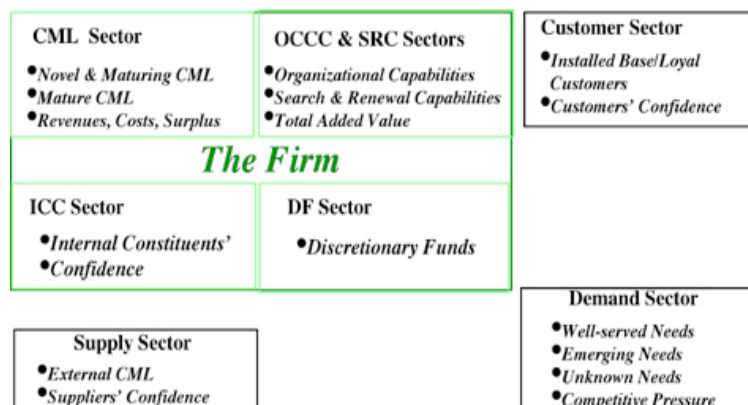 CML Sector
•Novel & Maturing CML
•Mature CML
•Revenues, Costs, Surplus
OCCC & SRC Sectors
•Organizational Capabilities
•Search & Renewal Capabilities
•Total Added Value
Customer Sector
•Installed Base/Loyal
Customers
•Customers' Confidence
The Firm
ICC Sector
•Internal Constituents'
•Confidence
DF Sector
•Discretionary Funds
Supply Sector
•External CML
•Suppliers' Confidence
Demand Sector
•Well-served Needs
•Emerging Needs
•Unknown Needs
•Competitive Pressure